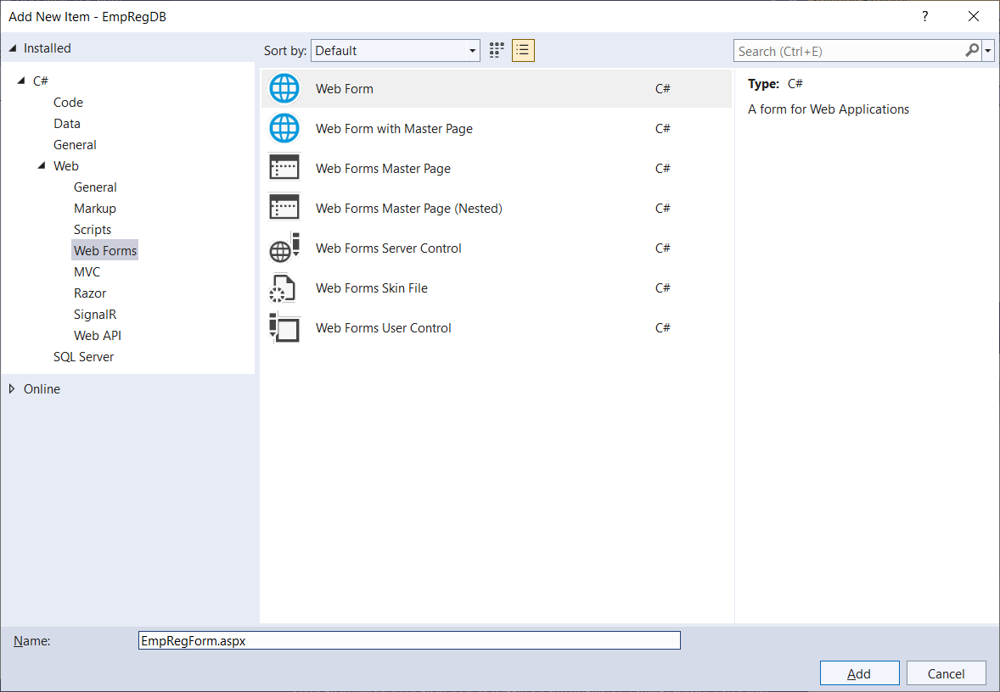 Add New Item - EmpRegDB
?
Installed
Sort by: Default
Search (Ctrl+E)
C#
Code
Data
General
Web
General
Markup
Scripts
Web Forms
MVC
Razor
SignalR
Web API
SQL Server
Online
Web Form C#
Web Form with Master Page C#
Web Forms Master Page C#
Web Forms Master Page (Nested) C#
Web Forms Server Control C#
Web Forms Skin File C#
Web Forms User Control C#
Type: C#
A form for Web Applications
Name: EmpRegForm.aspx
Add Cancel